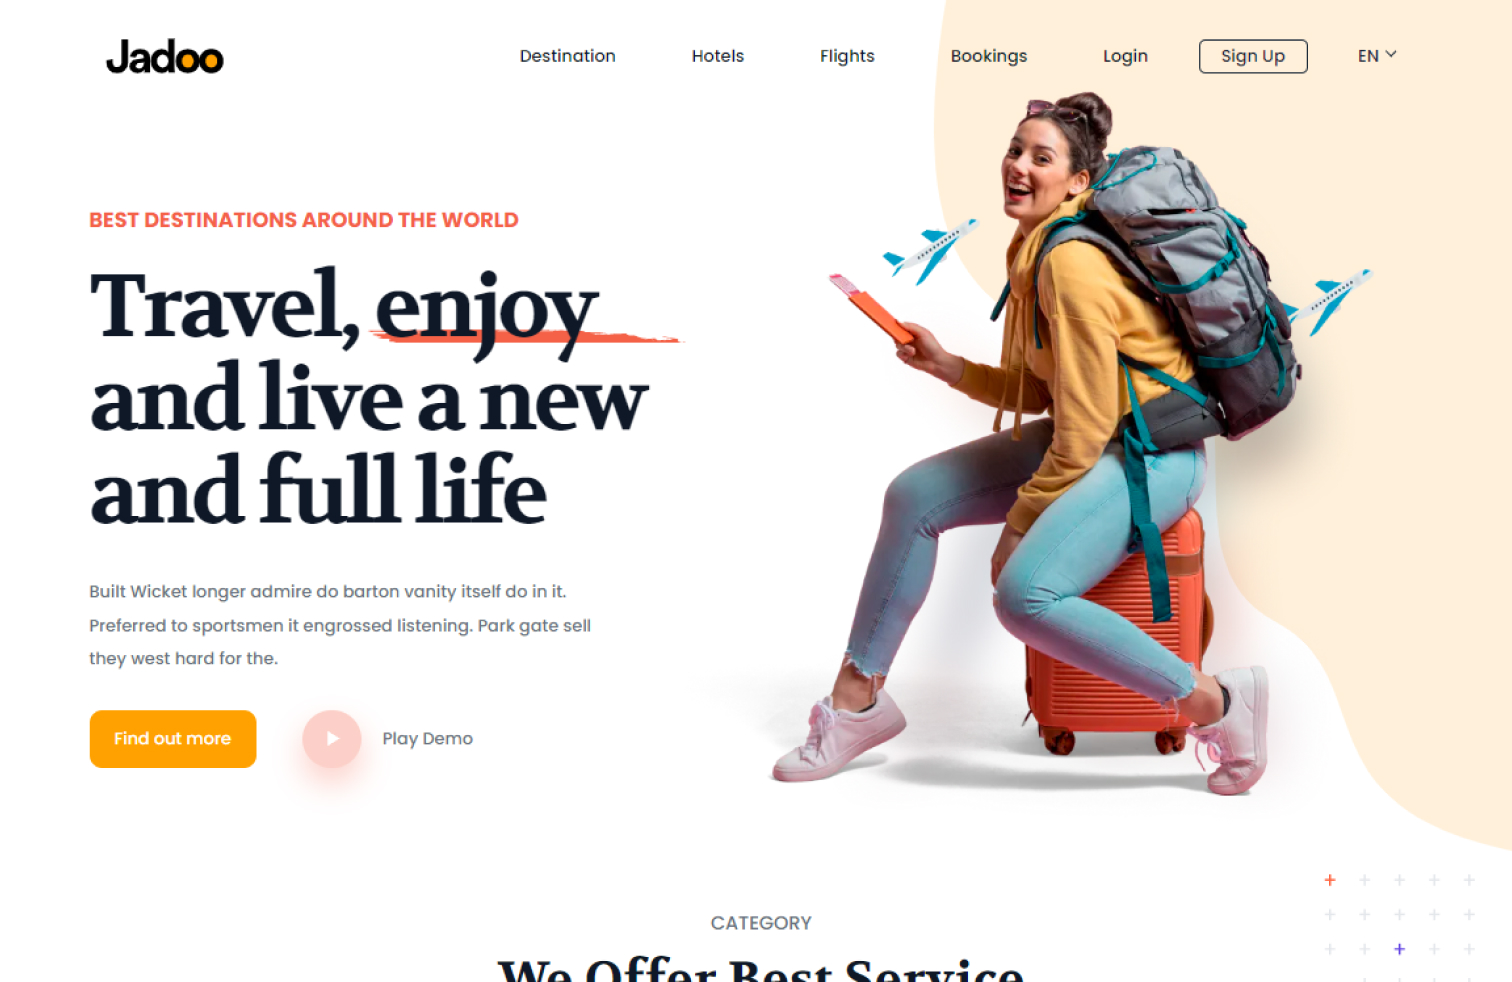 Jadoo
Destination
Hotels
Flights
Bookings
Login
Sign Up
EN
BEST DESTINATIONS AROUND THE WORLD
Travel, enjoy
and live a new
and full life
Built Wicket longer admire do barton vanity itself do in it.
Preferred to sportsmen it engrossed listening. Park gate sell
they west hard for the.
Find out more
Play Demo
CATEGORY
We Offer Best Service